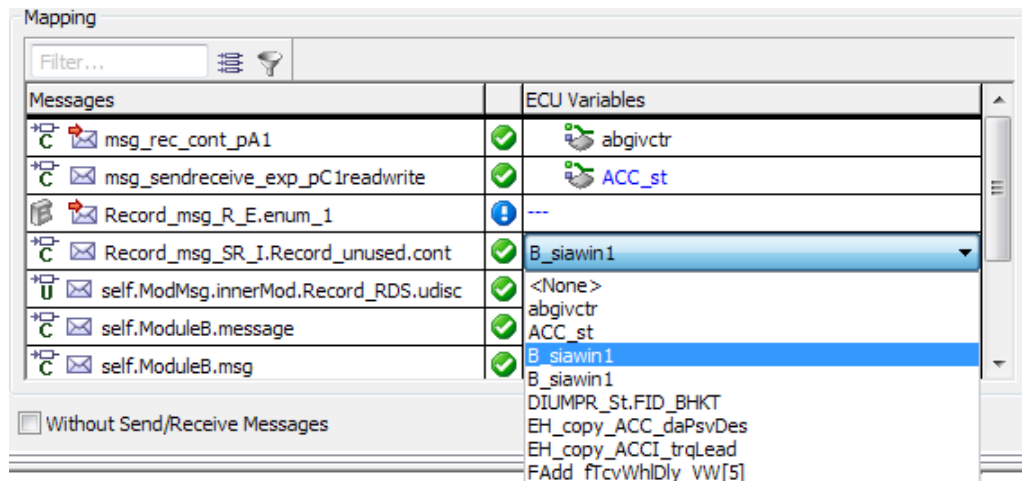 Mapping
Filter...
Messages ECU Variables
C msg_rec_cont_pA1 abgivctr
C msg_sendreceive_exp_pC1readwrite ACC_st
Record_msg_R_E.enum_1 ---
C Record_msg_SR_I.Record_unused.cont B_siawin1
U self.ModMsg.innerMod.Record_RDS.udisc <None>
abgivctr
C self.ModuleB.message ACC_st
B_siawin1
C self.ModuleB.msg B_siawin1
DIUMPR_St.FID_BHKT
Without Send/Receive Messages EH_copy_ACC_daPsvDes
EH_copy_ACCI_trqLead
FAdd_fTcvWhlDly_VW[5]